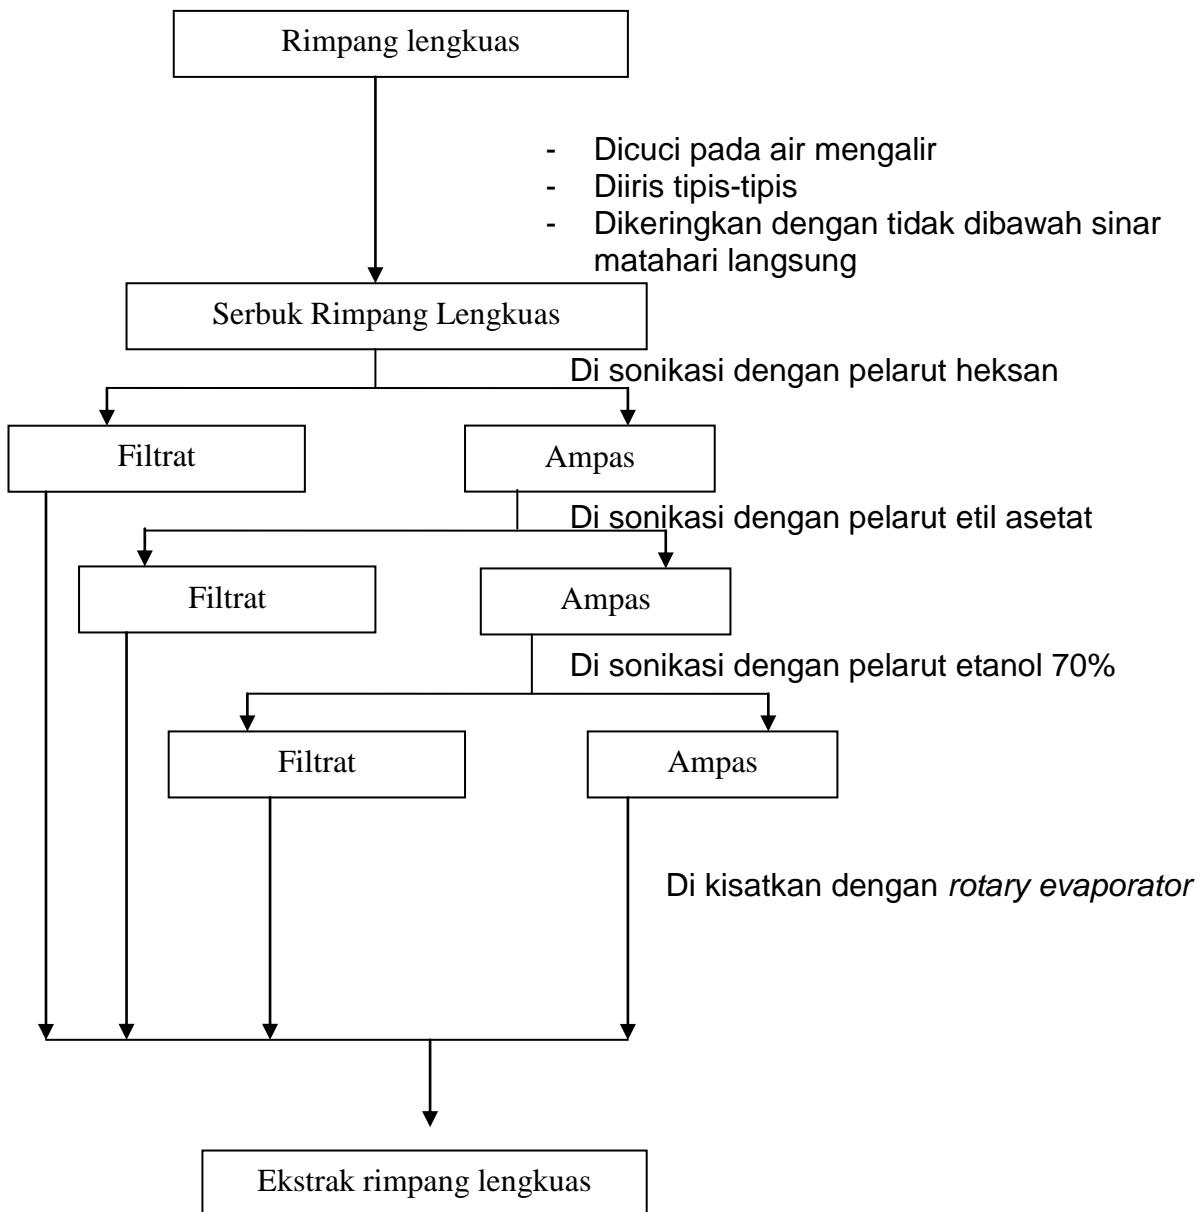 Rimpang lengkuas
- Dicuci pada air mengalir
- Diiris tipis-tipis
- Dikeringkan dengan tidak dibawah sinar
matahari langsung
Serbuk Rimpang Lengkuas
Di sonikasi dengan pelarut heksan
Filtrat
Ampas
Di sonikasi dengan pelarut etil asetat
Filtrat
Ampas
Di sonikasi dengan pelarut etanol 70%
Filtrat
Ampas
Di kisatkan dengan rotary evaporator
Ekstrak rimpang lengkuas